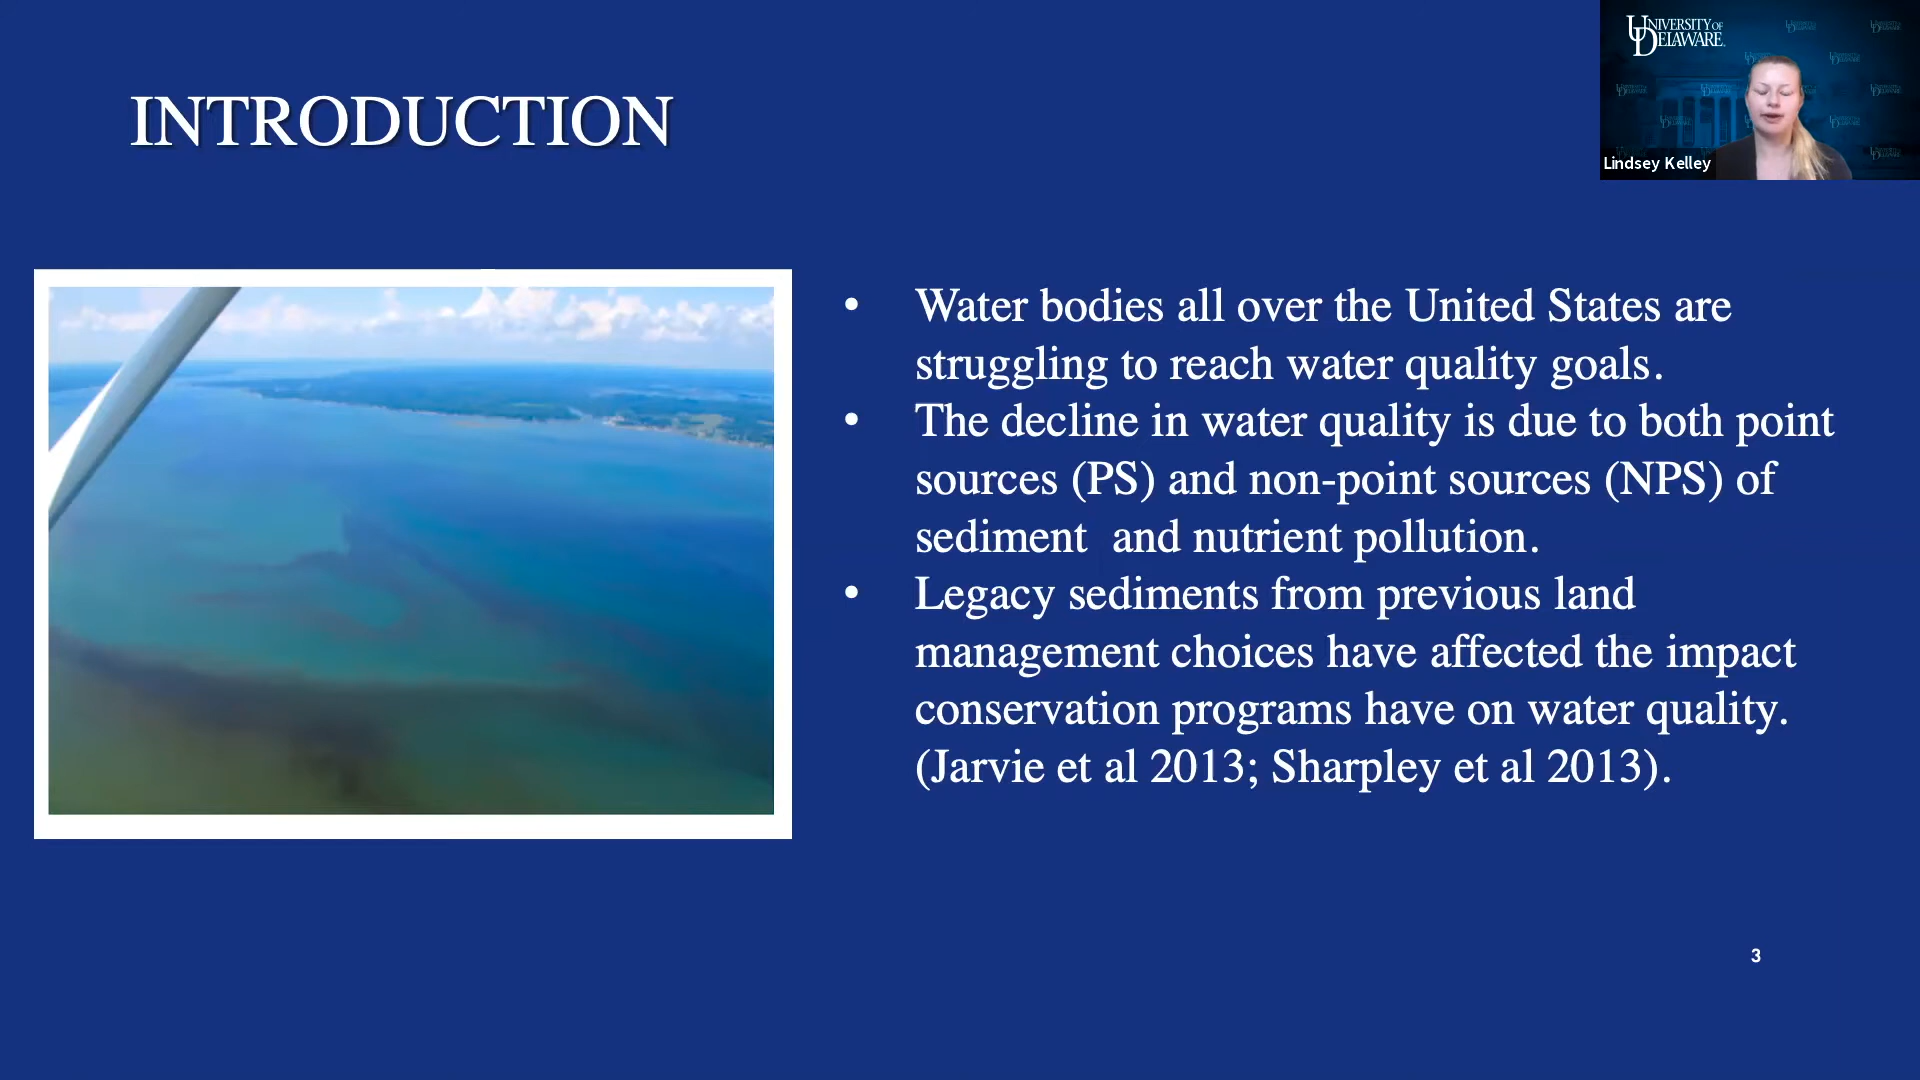 UNIVERSITY OF
DELAWARE
Lindsey Kelley
INTRODUCTION
• Water bodies all over the United States are
struggling to reach water quality goals.
• The decline in water quality is due to both point
sources (PS) and non-point sources (NPS) of
sediment  and nutrient pollution.
• Legacy sediments from previous land
management choices have affected the impact
conservation programs have on water quality.
(Jarvie et al 2013; Sharpley et al 2013).
3